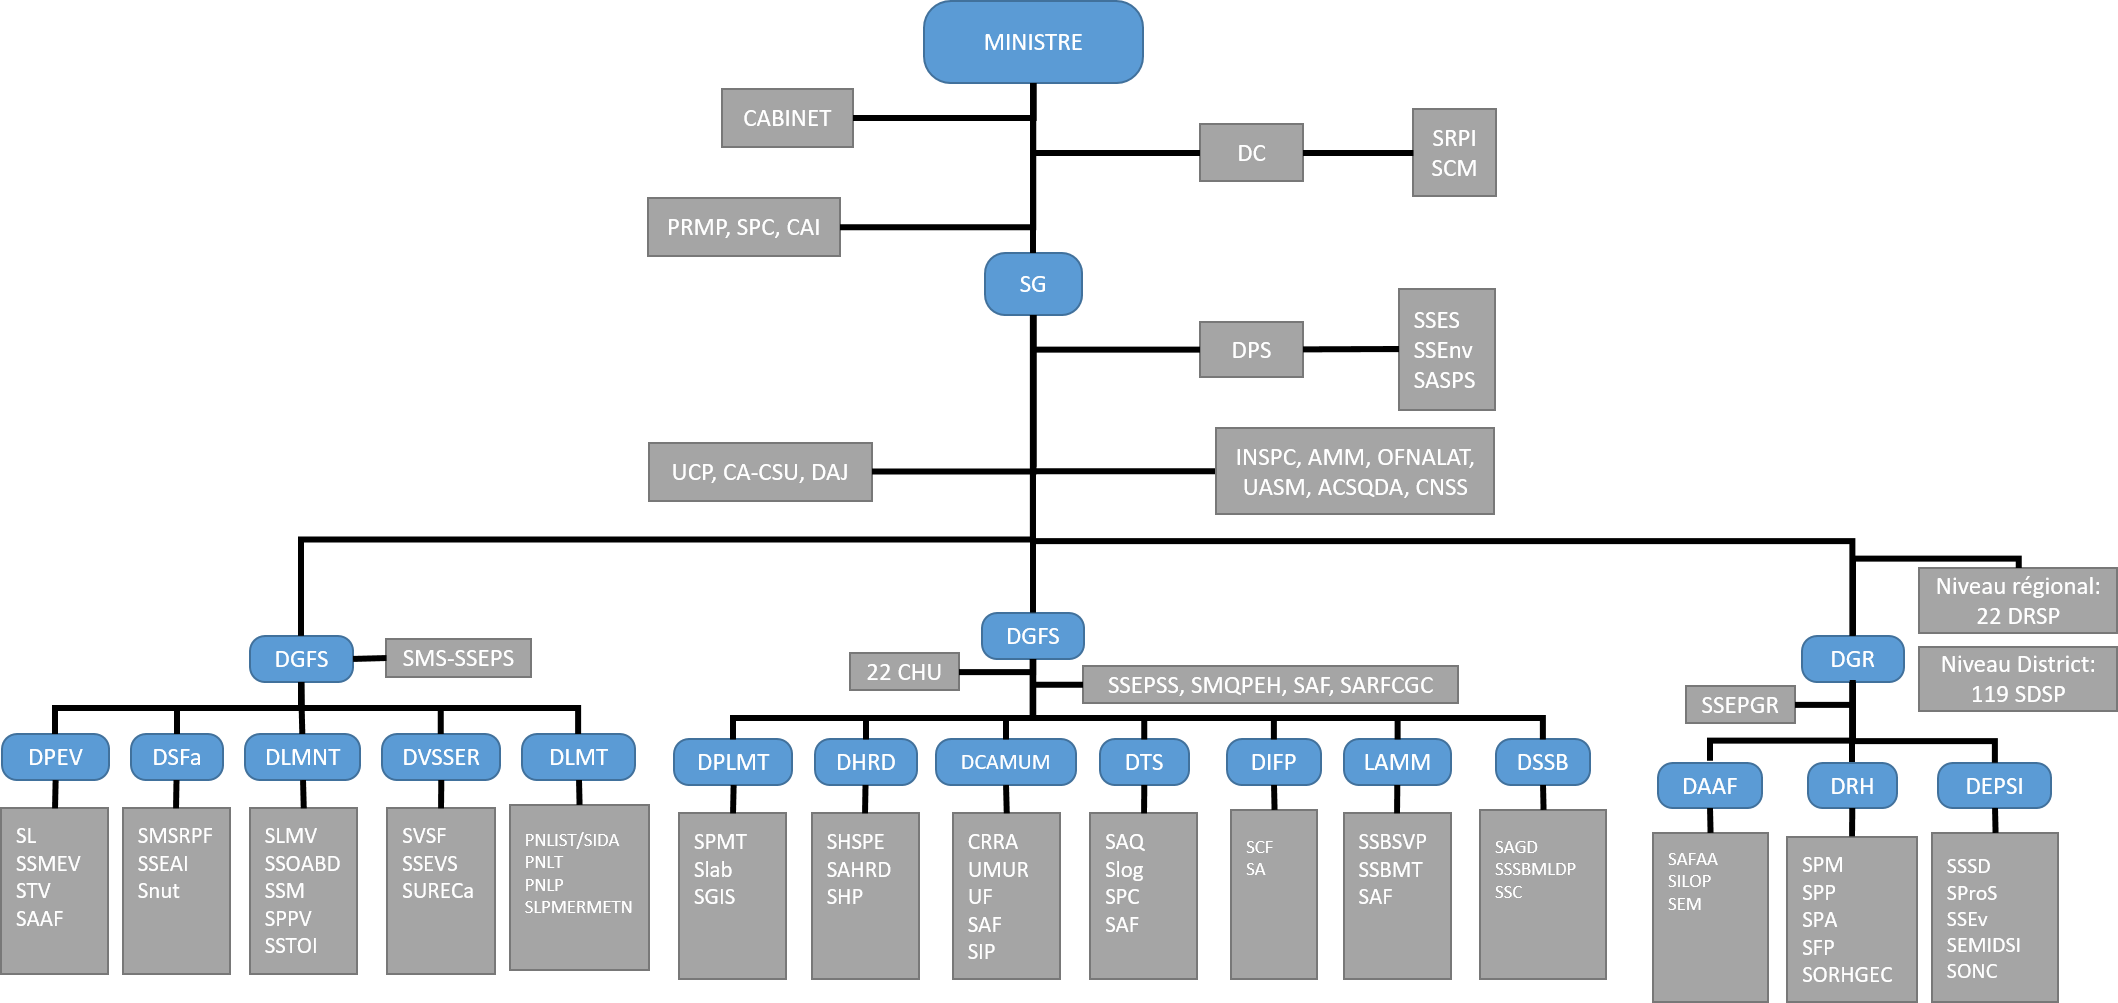 MINISTRE
CABINET
DC
SRPI
SCM
PRMP, SPC, CAI
SG
DPS
SSES
SSEnv
SASPS
UCP, CA-CSU, DAJ
INSPC, AMM, OFNALAT,
UASM, ACSQDA, CNSS
Niveau régional:
22 DRSP
Niveau District:
119 SDSP
DGFS
SMS-SSEPS
DGFS
22 CHU
SSEPSS, SMQPEH, SAF, SARFCGC
DGR
SSEPGR
DPEV
SL
SSMEV
STV
SAAF
DSFa
SMSRPF
SSEAI
Snut
DLMNT
SLMV
SSOABD
SSM
SPPV
SSTOI
DVSSER
SVSF
SSEVS
SURECa
DLMT
PNLIST/SIDA
PNLT
PNLP
SLPMERMETN
DPLMT
SPMT
Slab
SGIS
DHRD
SHSPE
SAHRD
SHP
DCAMUM
CRRA
UMUR
UF
SAF
SIP
DTS
SAQ
Slog
SPC
SAF
DIFP
SCF
SA
LAMM
SSBSVP
SSBMT
SAF
DSSB
SAGD
SSSBMLDP
SSC
DAAF
SAFAA
SILOP
SEM
DRH
SPM
SPP
SPA
SFP
SORHGEC
DEPSI
SSSD
SProS
SSEv
SEMIDSI
SONC